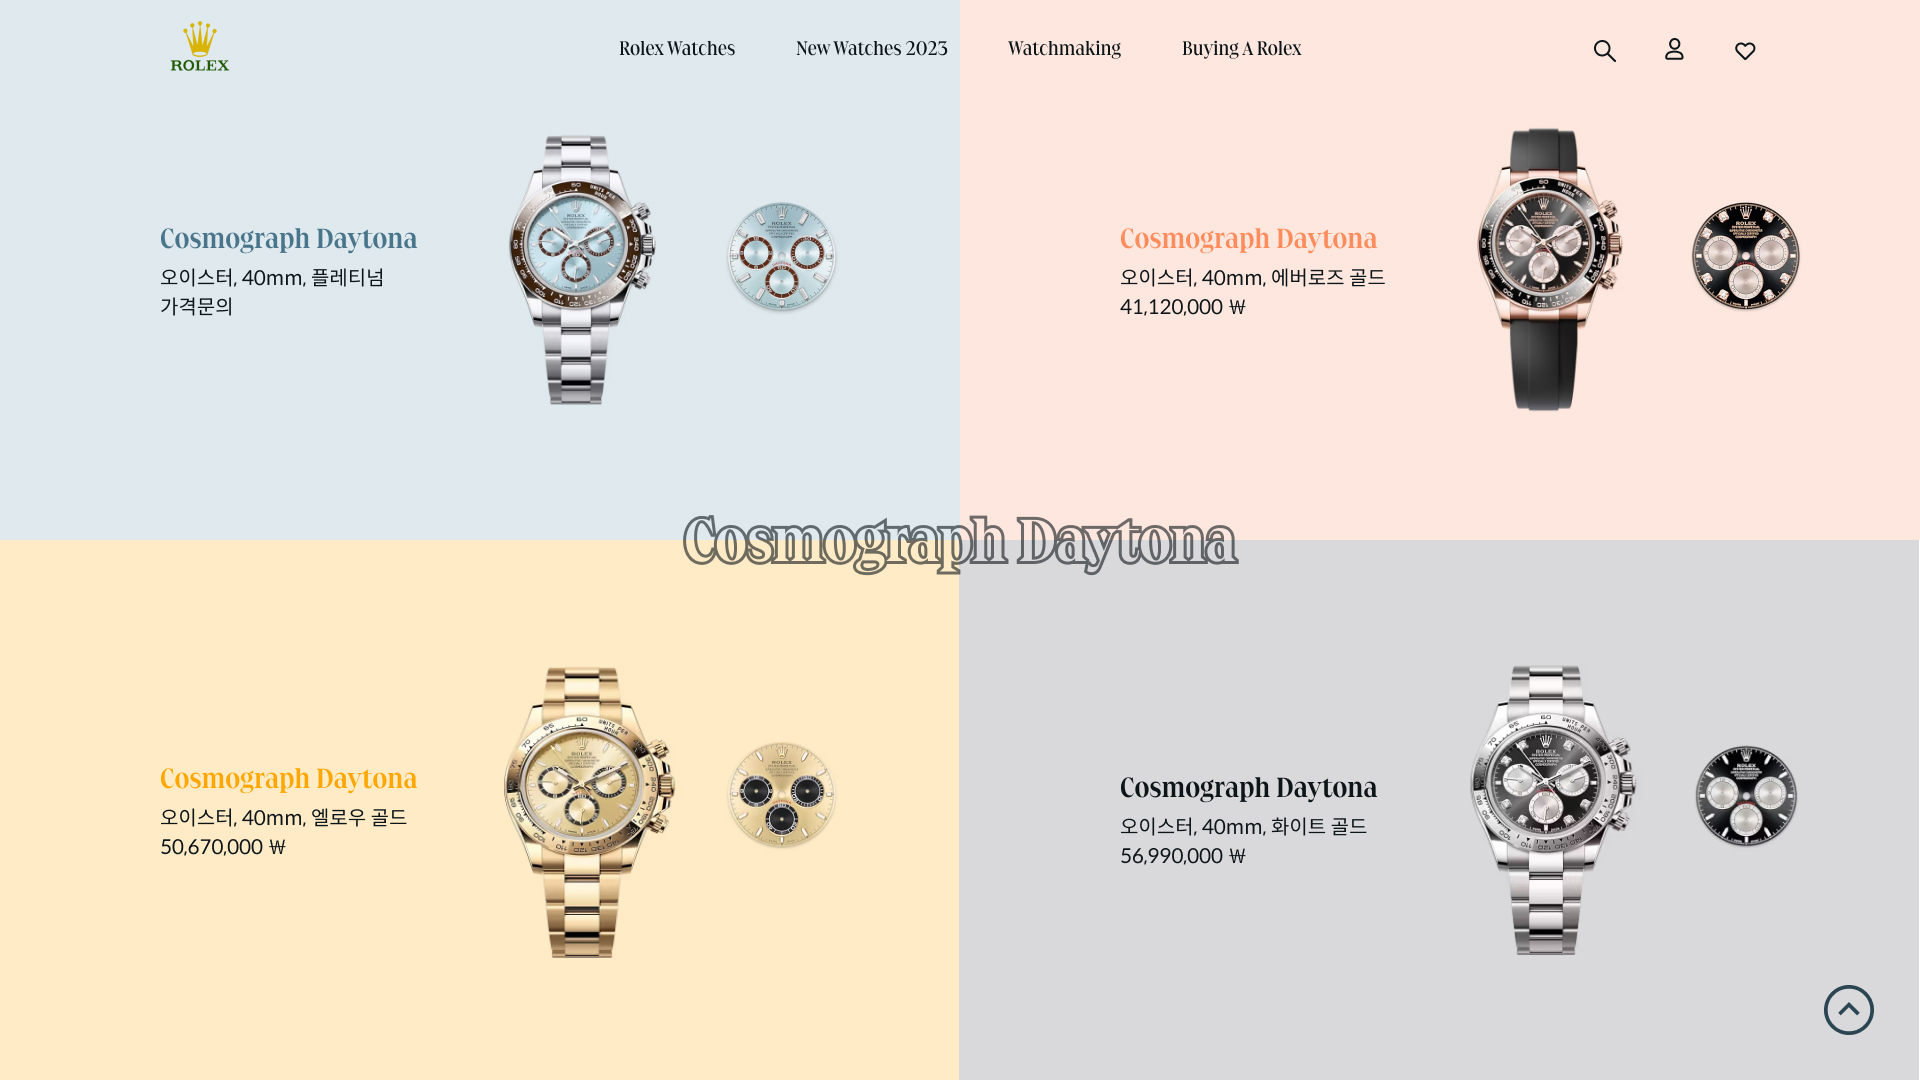 ROLEX
Rolex Watches
New Watches 2023
Watchmaking
Buying A Rolex
Cosmograph Daytona
오이스터, 40mm, 플레티넘
가격문의
Cosmograph Daytona
오이스터, 40mm, 에버로즈 골드
41,120,000 ₩
Cosmograph Daytona
Cosmograph Daytona
오이스터, 40mm, 엘로우 골드
50,670,000 ₩
Cosmograph Daytona
오이스터, 40mm, 화이트 골드
56,990,000 ₩